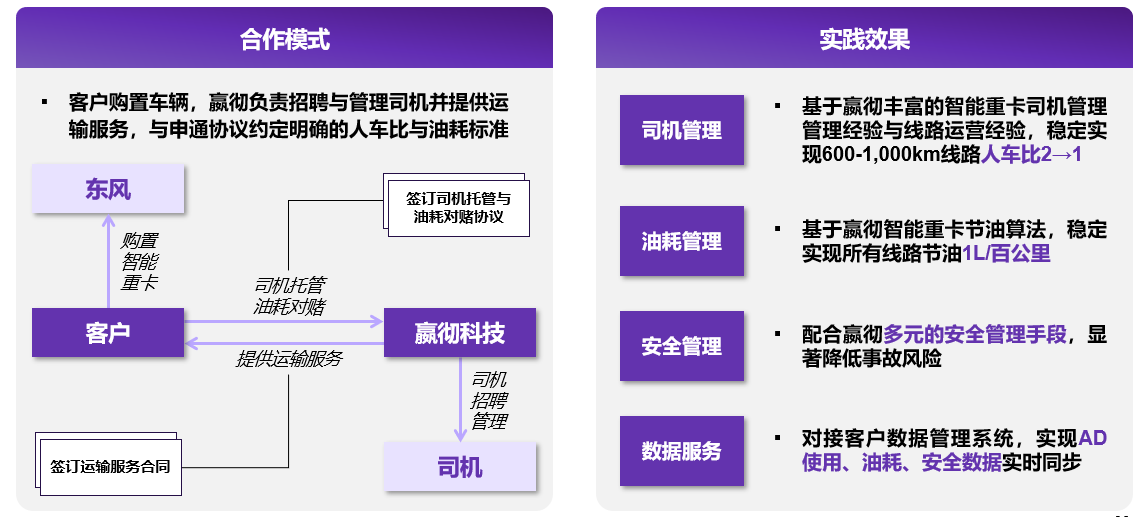 合作模式
▪ 客户购置车辆，嬴彻负责招聘与管理司机并提供运
输服务，与申通协议约定明确的人车比与油耗标准
东风
签订司机托管与
油耗对赌协议
购置
智能
重卡
司机托管
油耗对赌
客户
嬴彻科技
提供运输服务
司机
招聘
管理
签订运输服务合同
司机
实践效果
司机管理
▪ 基于嬴彻丰富的智能重卡司机管理
管理经验与线路运营经验，稳定实
现600-1,000km线路人车比2→1
油耗管理
▪ 基于嬴彻智能重卡节油算法，稳定
实现所有线路节油1L/百公里
安全管理
▪ 配合嬴彻多元的安全管理手段，显
著降低事故风险
数据服务
▪ 对接客户数据管理系统，实现AD
使用、油耗、安全数据实时同步